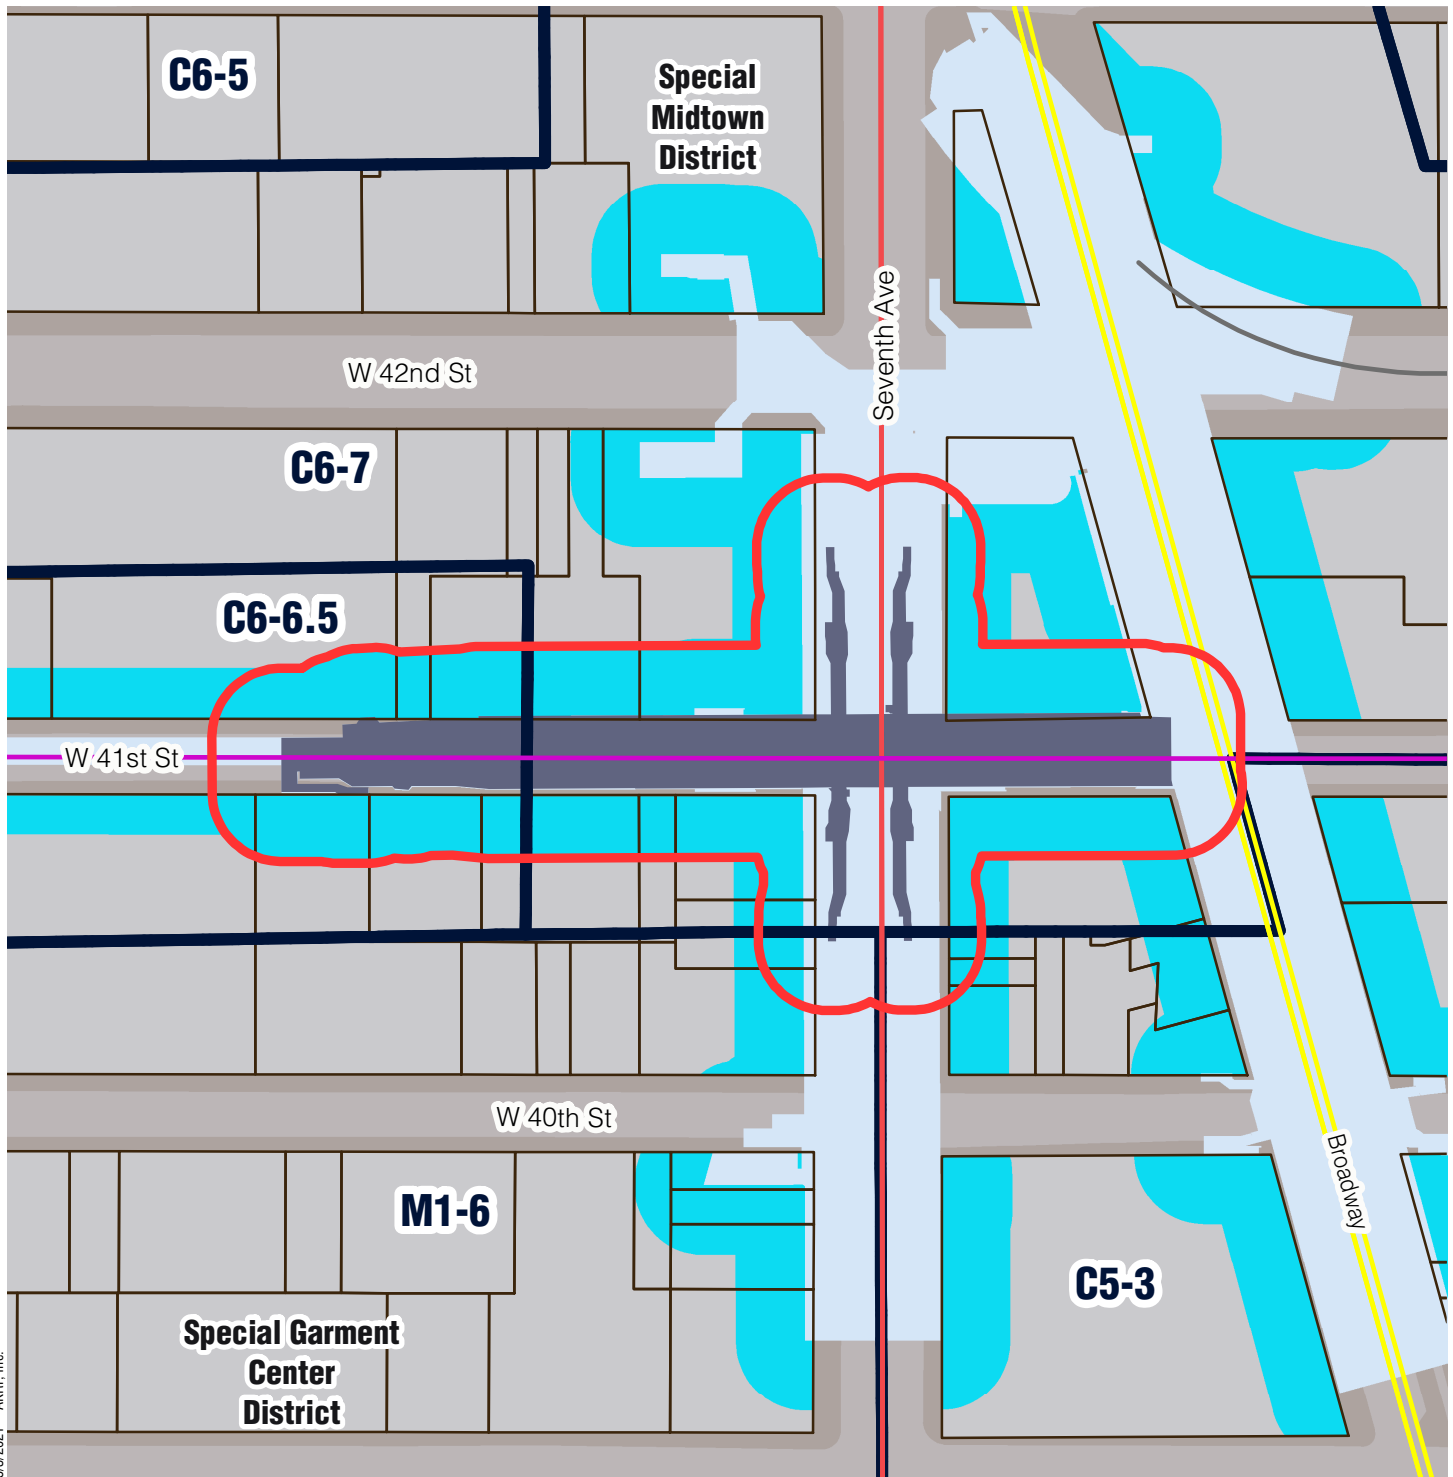 C6-5
Special
Midtown
District
Seventh Ave
W 42nd St
C6-7
C6-6.5
W 41st St
W 40th St
Broadway
M1-6
C5-3
Special Garment
Center
District